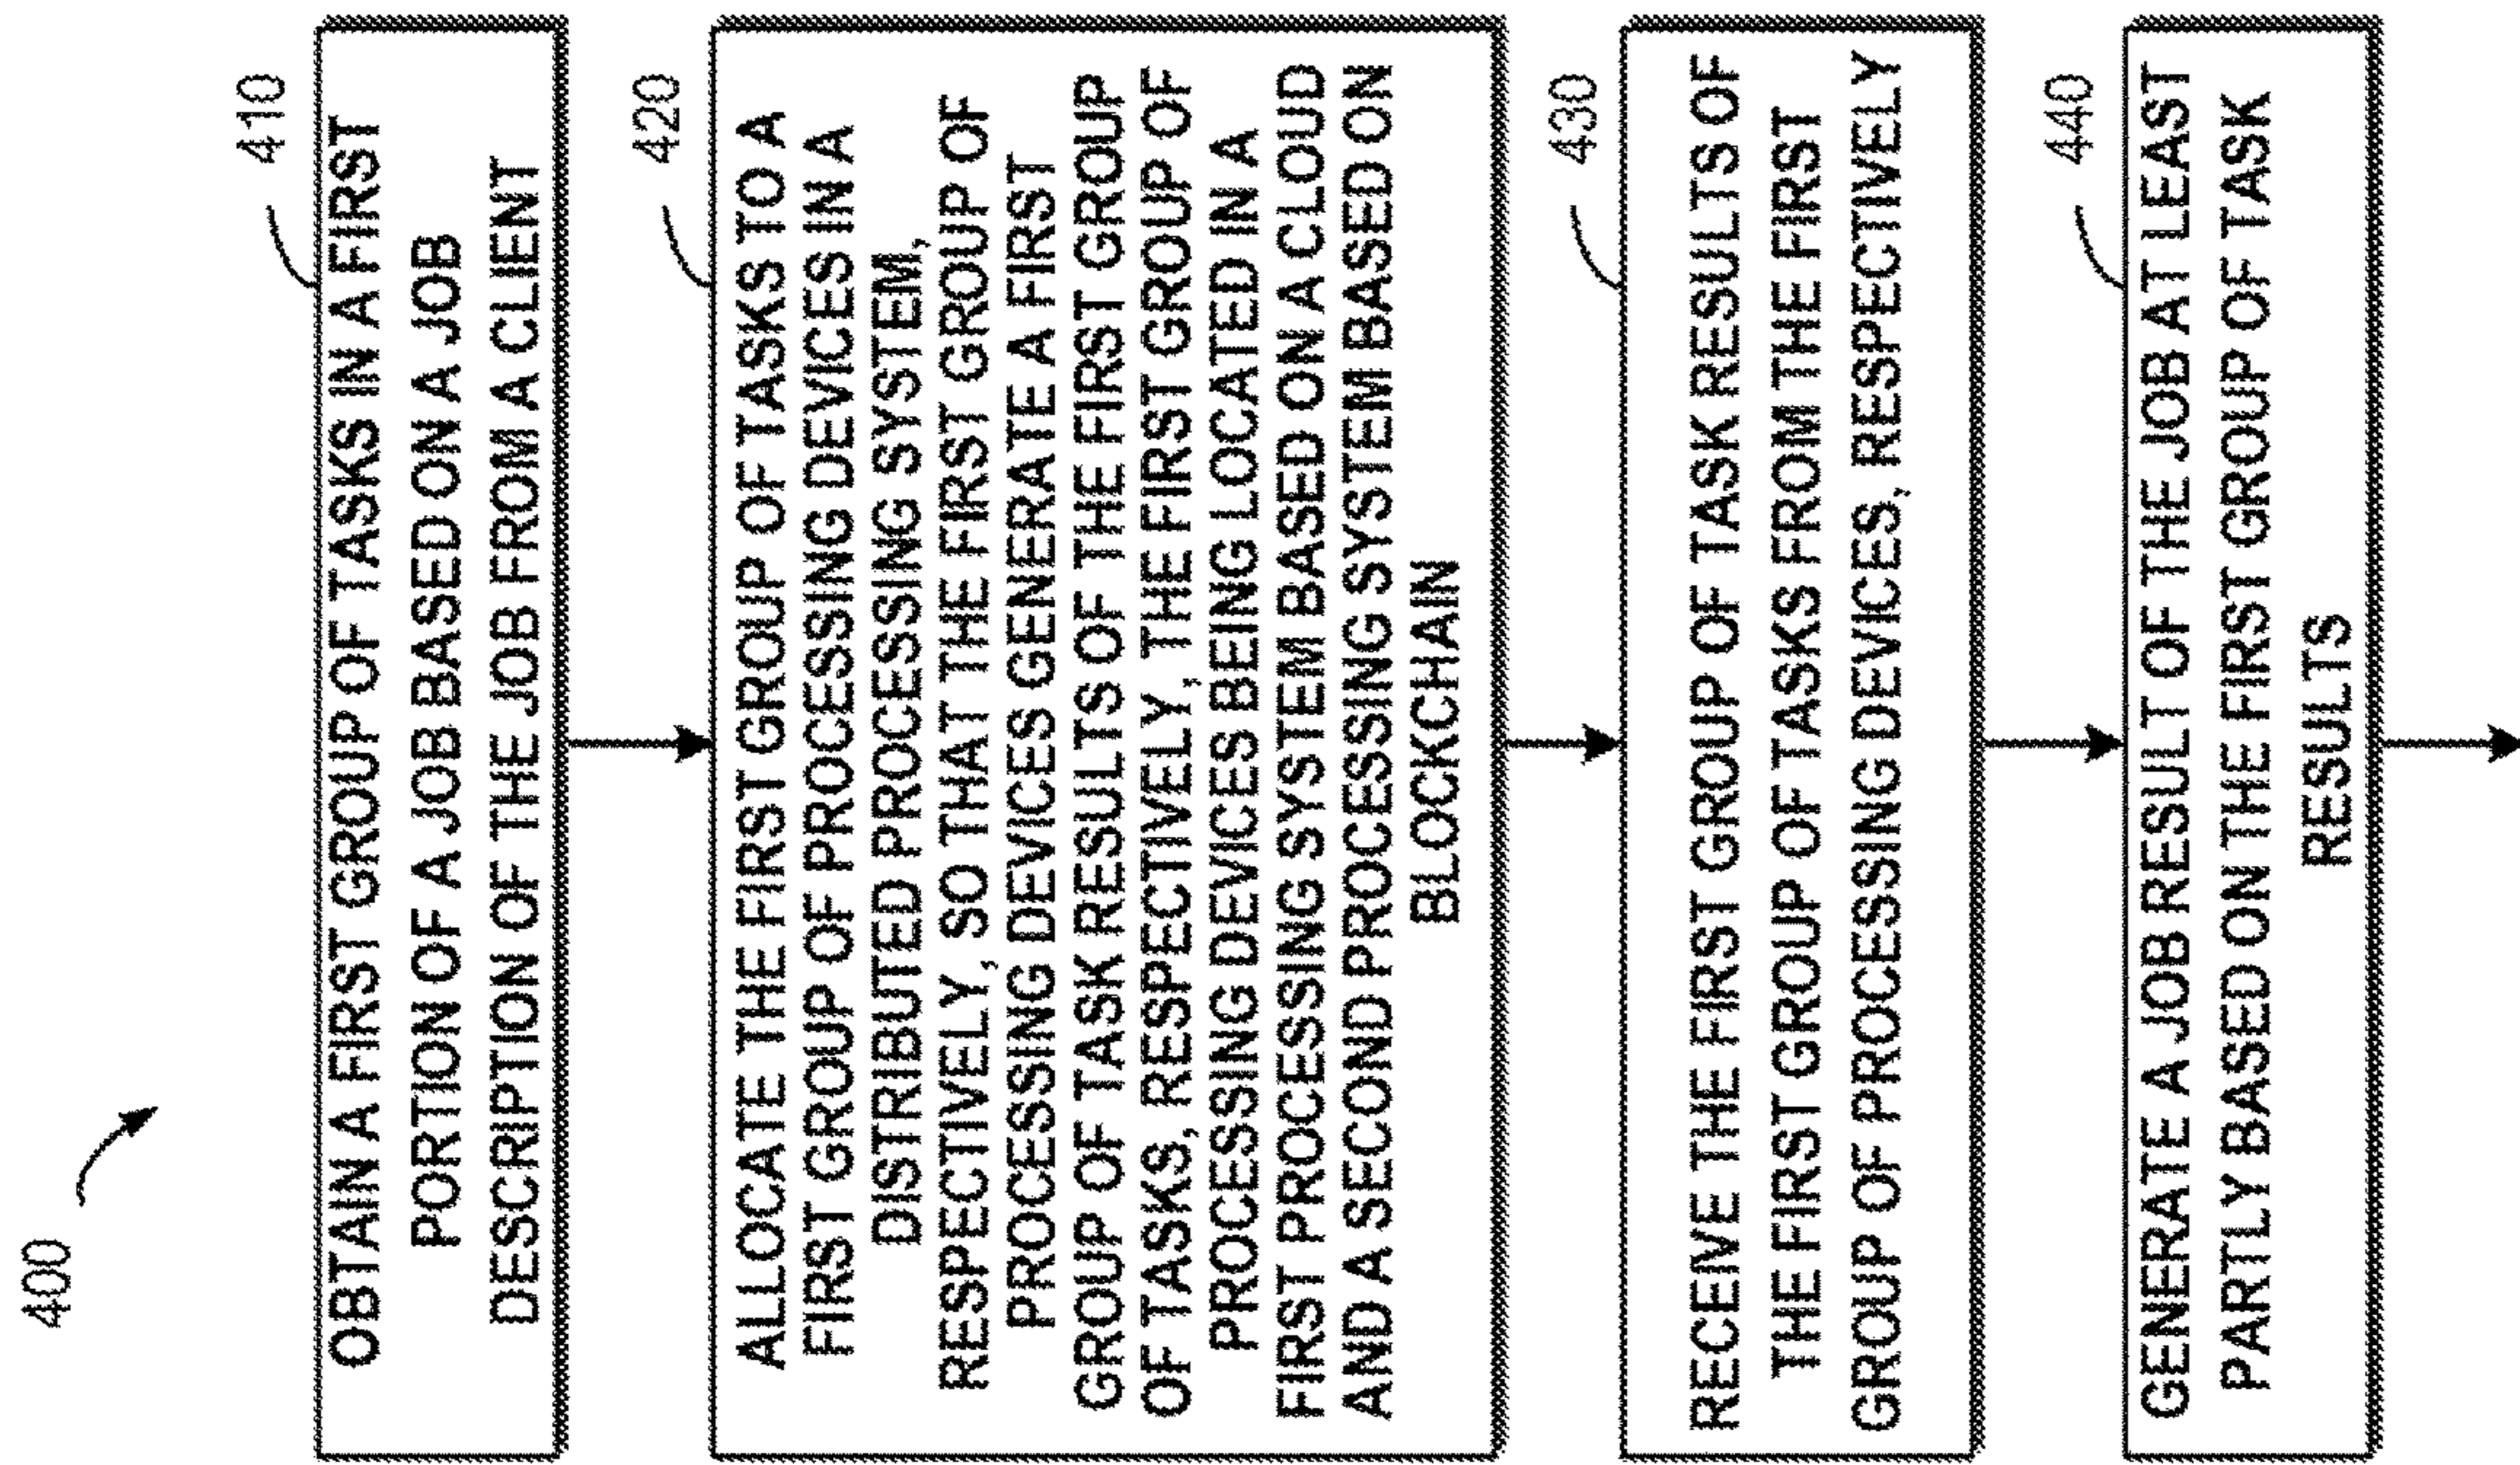 400
410
OBTAIN A FIRST GROUP OF TASKS IN A FIRST
PORTION OF A JOB BASED ON A JOB
DESCRIPTION OF THE JOB FROM A CLIENT
420
ALLOCATE THE FIRST GROUP OF TASKS TO A
FIRST GROUP OF PROCESSING DEVICES IN A
DISTRIBUTED PROCESSING SYSTEM,
RESPECTIVELY, SO THAT THE FIRST GROUP OF
PROCESSING DEVICES GENERATE A FIRST
GROUP OF TASK RESULTS OF THE FIRST GROUP
OF TASKS, RESPECTIVELY, THE FIRST GROUP OF
PROCESSING DEVICES BEING LOCATED IN A
FIRST PROCESSING SYSTEM BASED ON A CLOUD
AND A SECOND PROCESSING SYSTEM BASED ON
BLOCKCHAIN
430
RECEIVE THE FIRST GROUP OF TASK RESULTS OF
THE FIRST GROUP OF TASKS FROM THE FIRST
GROUP OF PROCESSING DEVICES, RESPECTIVELY
440
GENERATE A JOB RESULT OF THE JOB AT LEAST
PARTLY BASED ON THE FIRST GROUP OF TASK
RESULTS